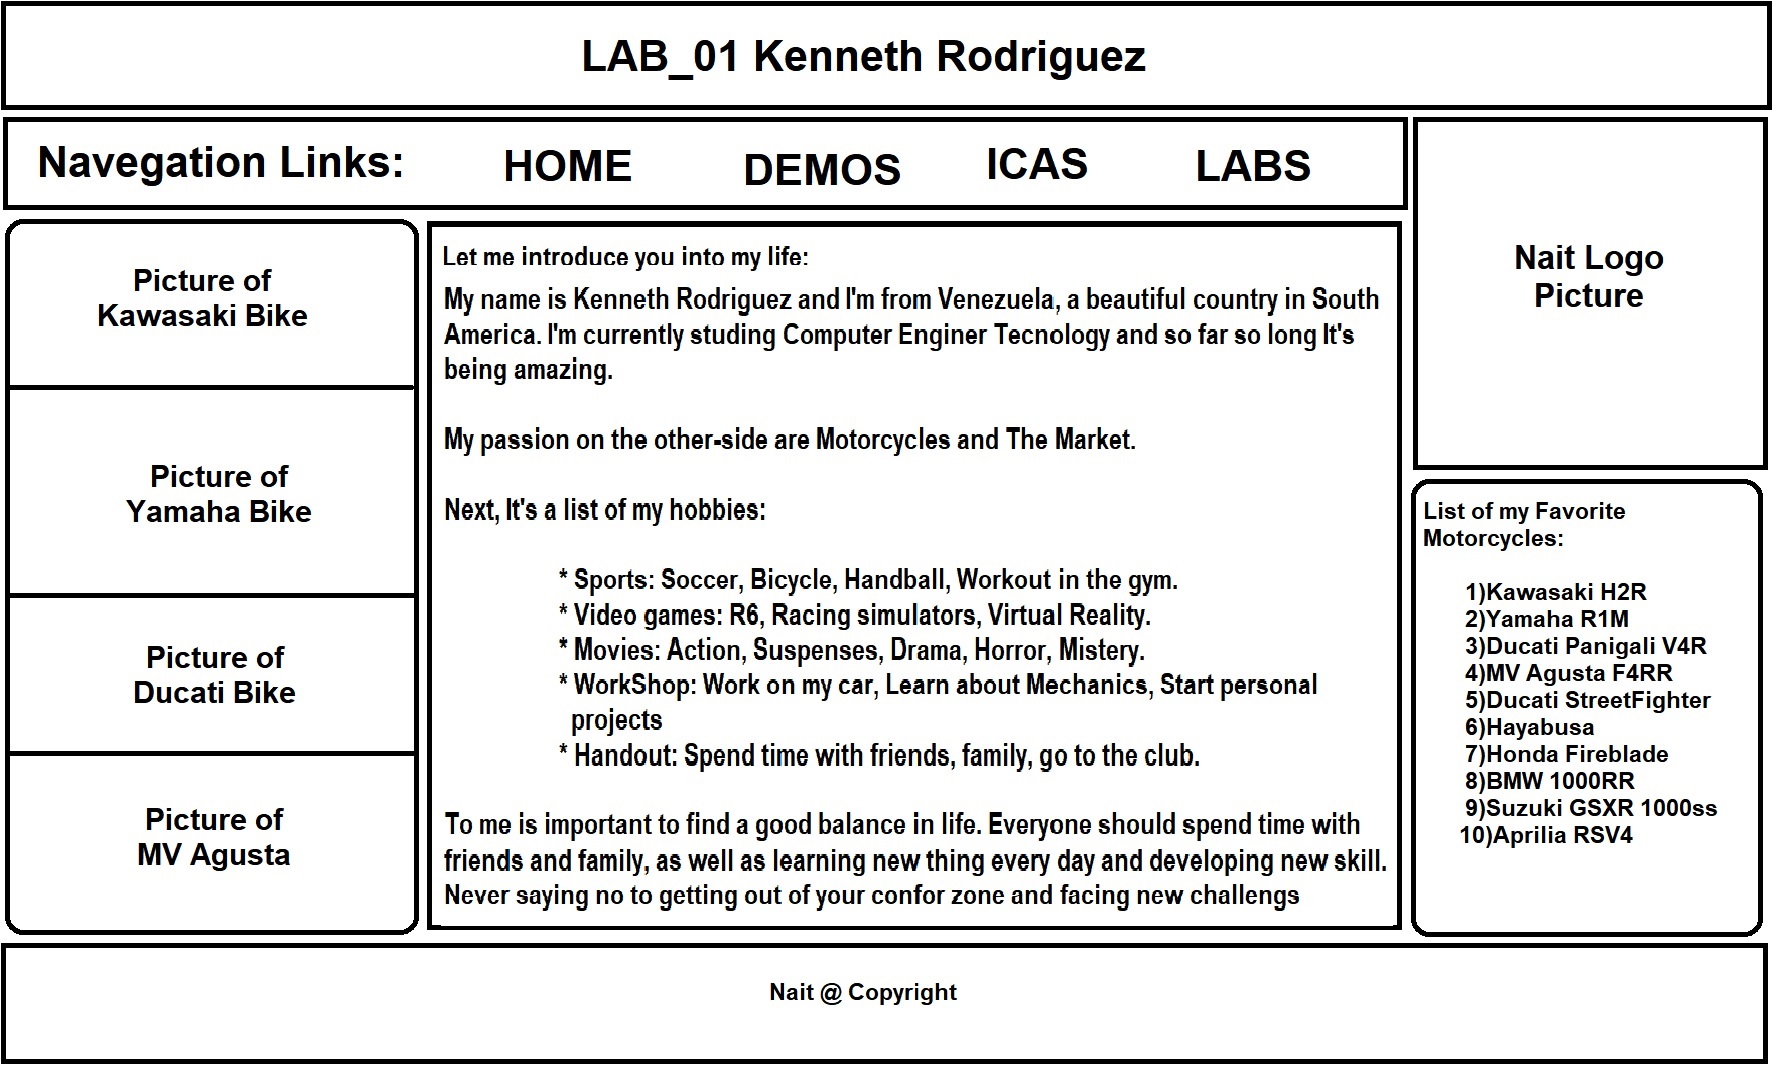 LAB_01 Kenneth Rodriguez
Navegation Links: HOME DEMOS ICAS LABS
Picture of
Kawasaki Bike
Picture of
Yamaha Bike
Picture of
Ducati Bike
Picture of
MV Agusta
Let me introduce you into my life:
My name is Kenneth Rodriguez and I'm from Venezuela, a beautiful country in South
America. I'm currently studing Computer Enginer Tecnology and so far so long It's
being amazing.
My passion on the other-side are Motorcycles and The Market.
Next, It's a list of my hobbies:
* Sports: Soccer, Bicycle, Handball, Workout in the gym.
* Video games: R6, Racing simulators, Virtual Reality.
* Movies: Action, Suspenses, Drama, Horror, Mistery.
* WorkShop: Work on my car, Learn about Mechanics, Start personal
projects
* Handout: Spend time with friends, family, go to the club.
To me is important to find a good balance in life. Everyone should spend time with
friends and family, as well as learning new thing every day and developing new skill.
Never saying no to getting out of your confor zone and facing new challengs
Nait Logo
Picture
List of my Favorite
Motorcycles:
1)Kawasaki H2R
2)Yamaha R1M
3)Ducati Panigali V4R
4)MV Agusta F4RR
5)Ducati StreetFighter
6)Hayabusa
7)Honda Fireblade
8)BMW 1000RR
9)Suzuki GSXR 1000ss
10)Aprilia RSV4
Nait @ Copyright